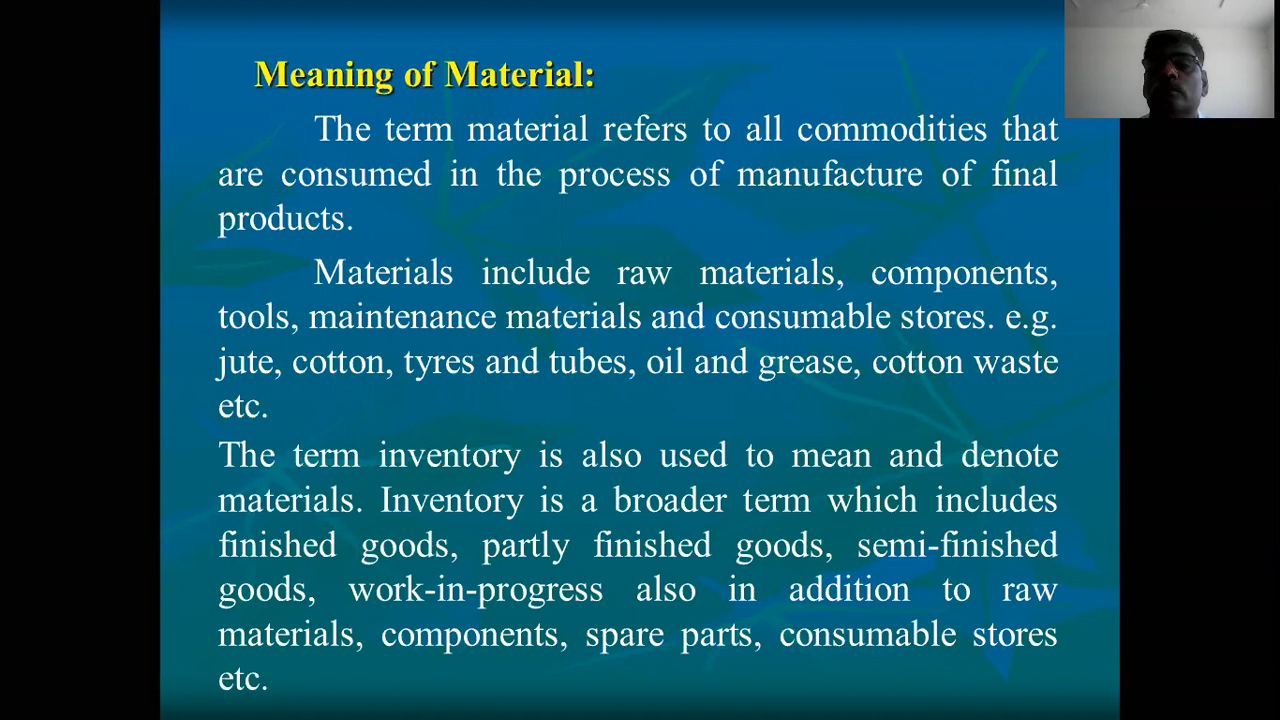 Meaning of Material:
The term material refers to all commodities that
are consumed in the process of manufacture of final
products.
Materials include raw materials, components,
tools, maintenance materials and consumable stores. e.g.
jute, cotton, tyres and tubes, oil and grease, cotton waste
etc.
The term inventory is also used to mean and denote
materials. Inventory is a broader term which includes
finished goods, partly finished goods, semi-finished
goods, work-in-progress also in addition to raw
materials, components, spare parts, consumable stores
etc.